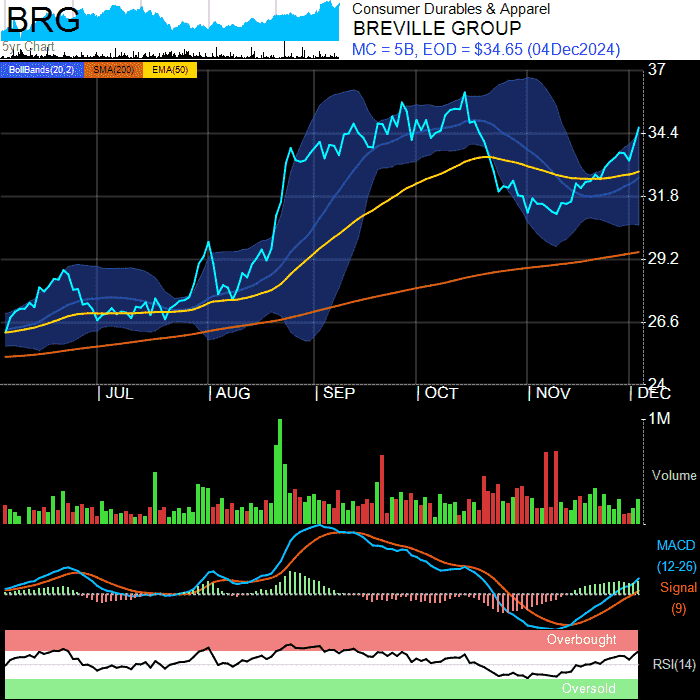 BRG
5yr Chart
Consumer Durables & Apparel
BREVILLE GROUP
MC = 5B, EOD = $34.65 (04Dec2024)
BollBands(20,2) SMA(200) EMA(50)
37
34.4
31.8
29.2
26.6
24
| JUL | AUG | SEP | OCT | NOV | DEC
1M
Volume
MACD
(12-26)
Signal
(9)
Overbought
RSI(14)
Oversold